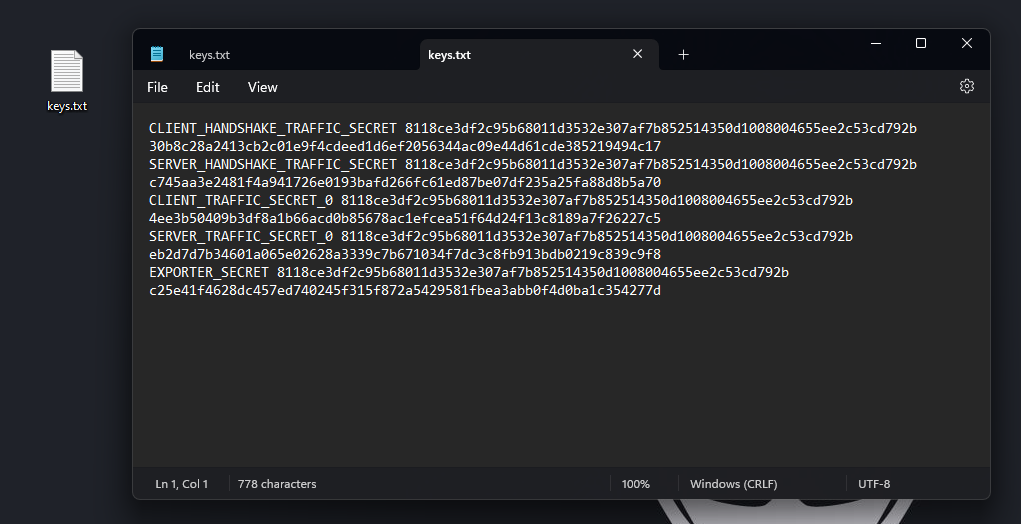 keys.txt
keys.txt
keys.txt
File Edit View
CLIENT_HANDSHAKE_TRAFFIC_SECRET 8118ce3df2c95b68011d3532e307af7b852514350d1008004655ee2c53cd792b
30b8c28a2413cb2c01e9f4cdeed1d6ef2056344ac09e44d61cde385219494c17
SERVER_HANDSHAKE_TRAFFIC_SECRET 8118ce3df2c95b68011d3532e307af7b852514350d1008004655ee2c53cd792b
c745aa3e2481f4a941726e0193bafd266fc61ed87be07df235a25fa88d8b5a70
CLIENT_TRAFFIC_SECRET_0 8118ce3df2c95b68011d3532e307af7b852514350d1008004655ee2c53cd792b
4ee3b50409b3df8a1b66acd0b85678ac1efcea51f64d24f13c8189a7f26227c5
SERVER_TRAFFIC_SECRET_0 8118ce3df2c95b68011d3532e307af7b852514350d1008004655ee2c53cd792b
eb2d7d7b34601a065e02628a3339c7b671034f7dc3c8fb913bdb0219c839c9f8
EXPORTER_SECRET 8118ce3df2c95b68011d3532e307af7b852514350d1008004655ee2c53cd792b
c25e41f4628dc457ed740245f315f872a5429581fbea3abb0f4d0ba1c354277d
Ln 1, Col 1 778 characters 100% Windows (CRLF) UTF-8